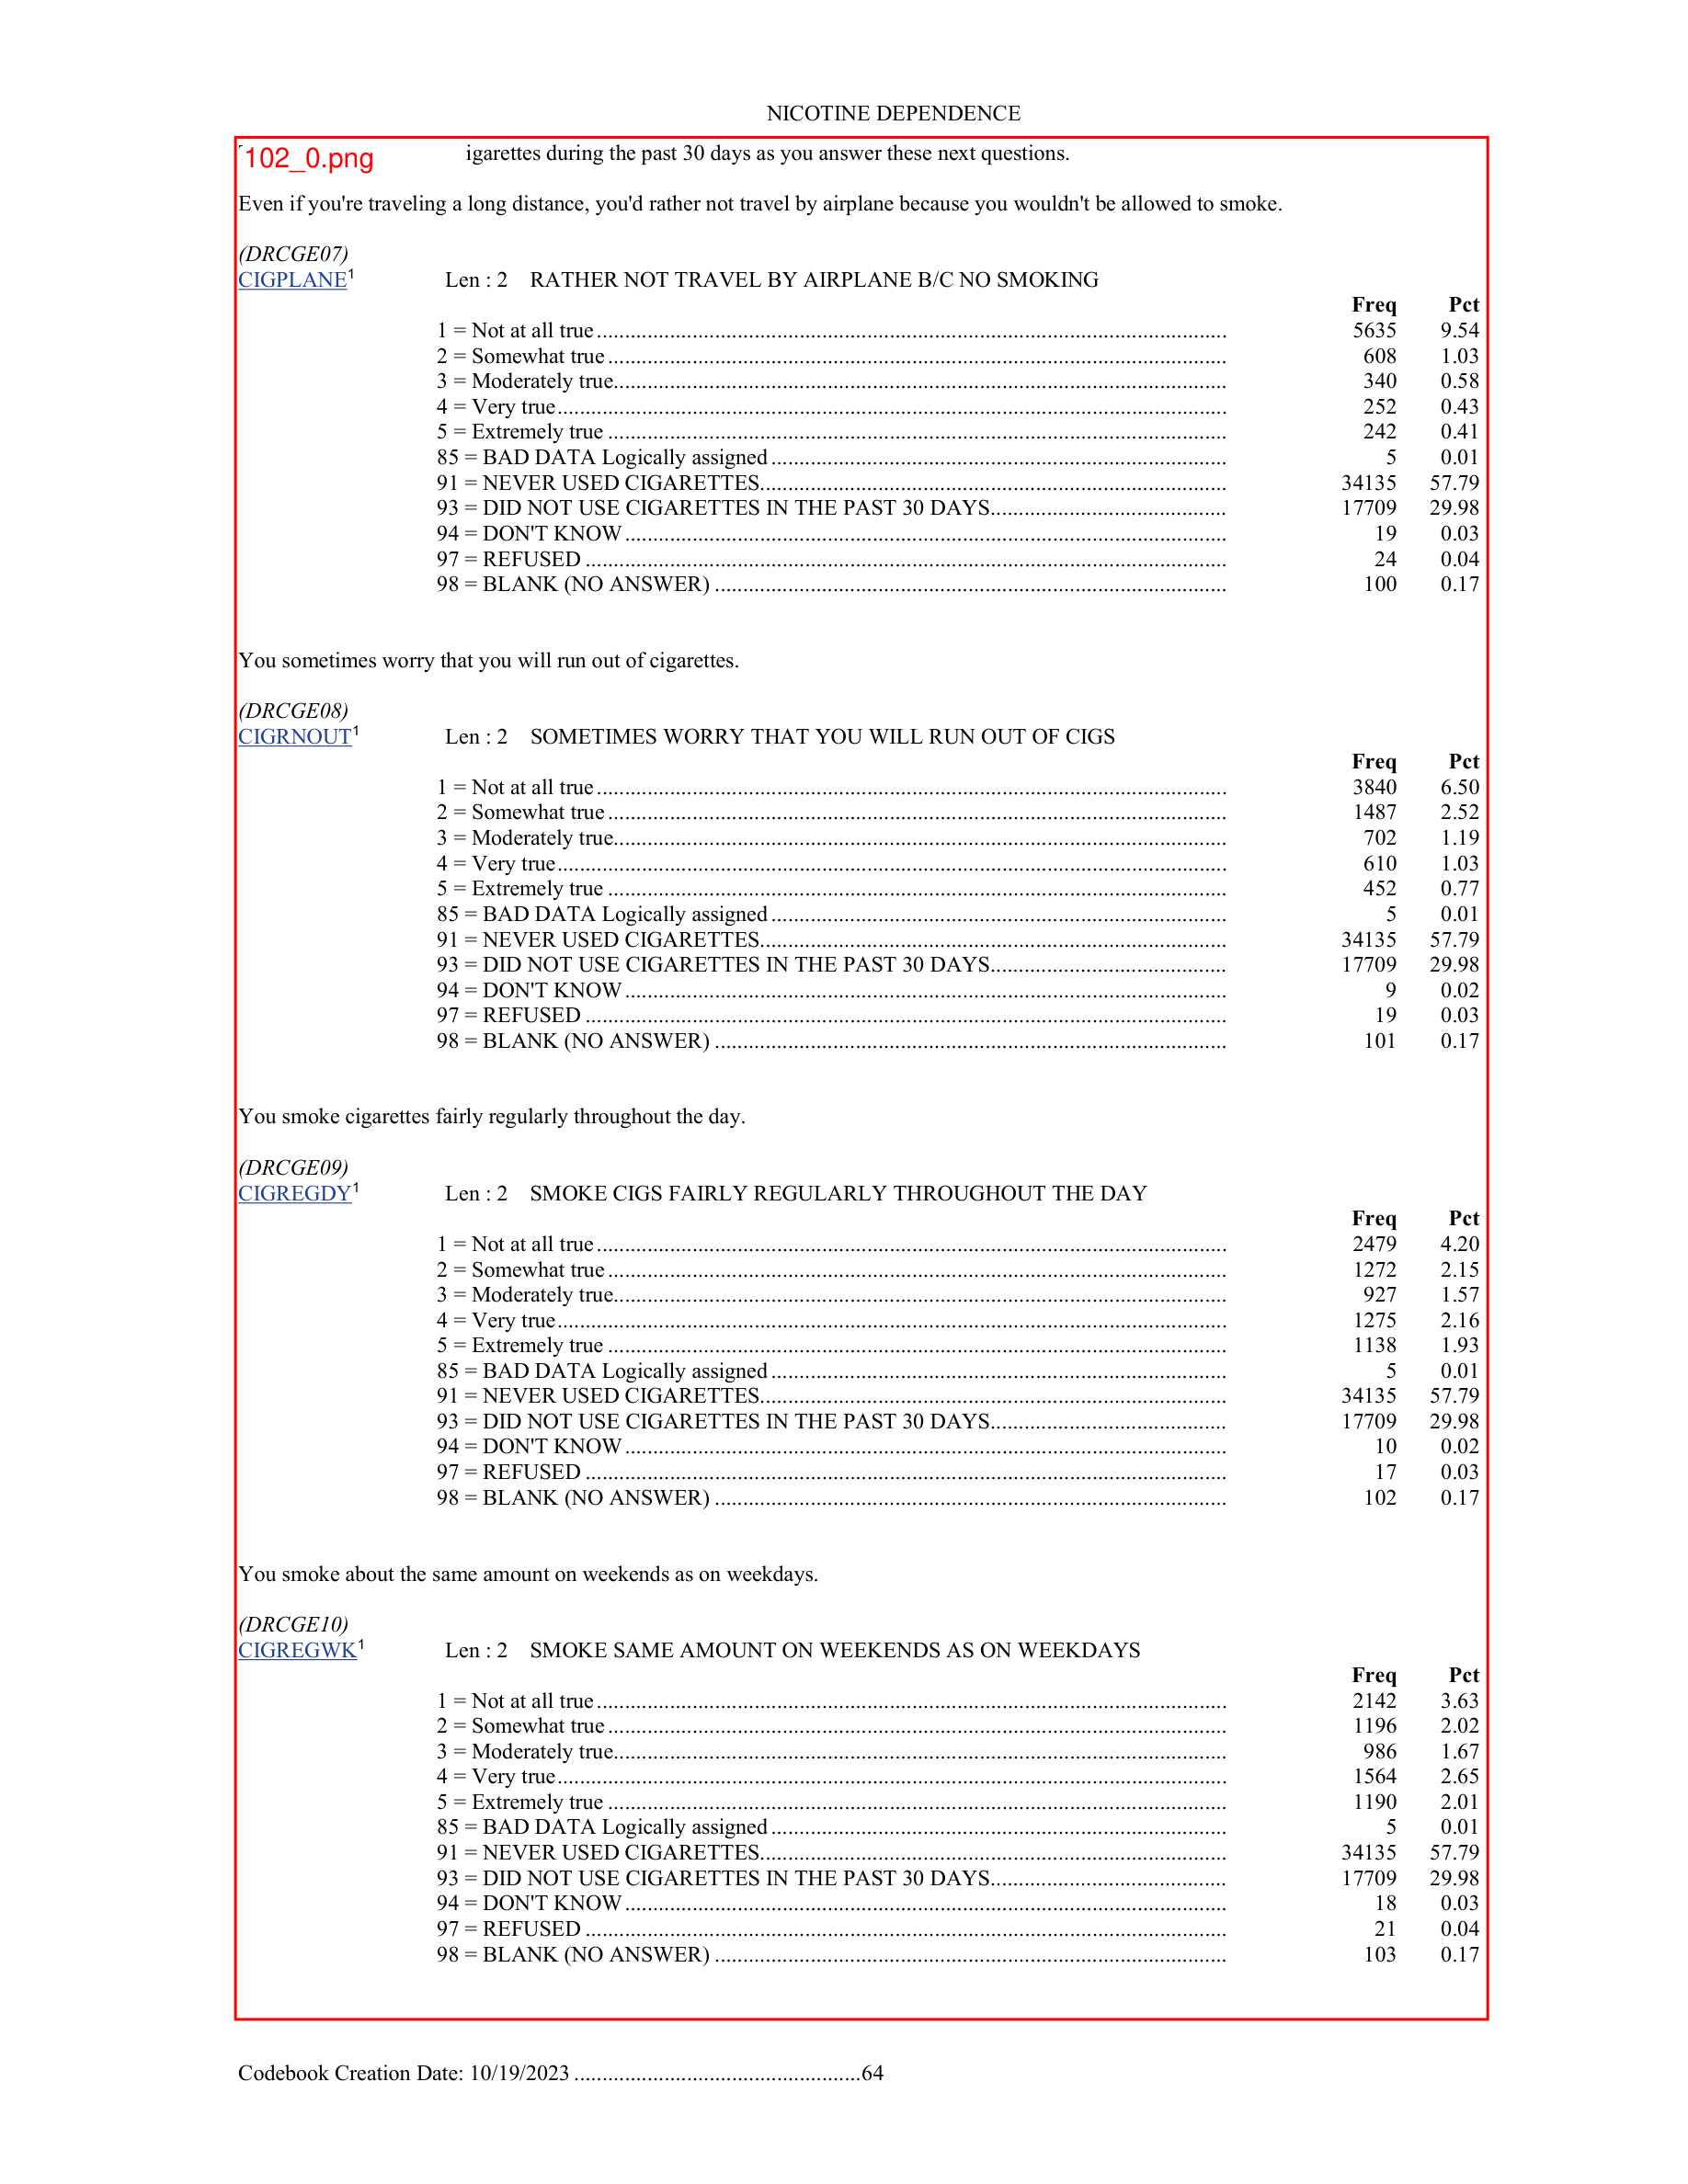 NICOTINE DEPENDENCE
102_0.png igarettes during the past 30 days as you answer these next questions.
Even if you're traveling a long distance, you'd rather not travel by airplane because you wouldn't be allowed to smoke.
(DRCGE07)
CIGPLANE¹ Len : 2 RATHER NOT TRAVEL BY AIRPLANE B/C NO SMOKING
Freq Pct
1 = Not at all true 5635 9.54
2 = Somewhat true 608 1.03
3 = Moderately true 340 0.58
4 = Very true 252 0.43
5 = Extremely true 242 0.41
85 = BAD DATA Logically assigned 5 0.01
91 = NEVER USED CIGARETTES 34135 57.79
93 = DID NOT USE CIGARETTES IN THE PAST 30 DAYS 17709 29.98
94 = DON'T KNOW 19 0.03
97 = REFUSED 24 0.04
98 = BLANK (NO ANSWER) 100 0.17
You sometimes worry that you will run out of cigarettes.
(DRCGE08)
CIGRNOUT¹ Len : 2 SOMETIMES WORRY THAT YOU WILL RUN OUT OF CIGS
Freq Pct
1 = Not at all true 3840 6.50
2 = Somewhat true 1487 2.52
3 = Moderately true 702 1.19
4 = Very true 610 1.03
5 = Extremely true 452 0.77
85 = BAD DATA Logically assigned 5 0.01
91 = NEVER USED CIGARETTES 34135 57.79
93 = DID NOT USE CIGARETTES IN THE PAST 30 DAYS 17709 29.98
94 = DON'T KNOW 9 0.02
97 = REFUSED 19 0.03
98 = BLANK (NO ANSWER) 101 0.17
You smoke cigarettes fairly regularly throughout the day.
(DRCGE09)
CIGREGDY¹ Len : 2 SMOKE CIGS FAIRLY REGULARLY THROUGHOUT THE DAY
Freq Pct
1 = Not at all true 2479 4.20
2 = Somewhat true 1272 2.15
3 = Moderately true 927 1.57
4 = Very true 1275 2.16
5 = Extremely true 1138 1.93
85 = BAD DATA Logically assigned 5 0.01
91 = NEVER USED CIGARETTES 34135 57.79
93 = DID NOT USE CIGARETTES IN THE PAST 30 DAYS 17709 29.98
94 = DON'T KNOW 10 0.02
97 = REFUSED 17 0.03
98 = BLANK (NO ANSWER) 102 0.17
You smoke about the same amount on weekends as on weekdays.
(DRCGE10)
CIGREGWK¹ Len : 2 SMOKE SAME AMOUNT ON WEEKENDS AS ON WEEKDAYS
Freq Pct
1 = Not at all true 2142 3.63
2 = Somewhat true 1196 2.02
3 = Moderately true 986 1.67
4 = Very true 1564 2.65
5 = Extremely true 1190 2.01
85 = BAD DATA Logically assigned 5 0.01
91 = NEVER USED CIGARETTES 34135 57.79
93 = DID NOT USE CIGARETTES IN THE PAST 30 DAYS 17709 29.98
94 = DON'T KNOW 18 0.03
97 = REFUSED 21 0.04
98 = BLANK (NO ANSWER) 103 0.17
Codebook Creation Date: 10/19/2023 64